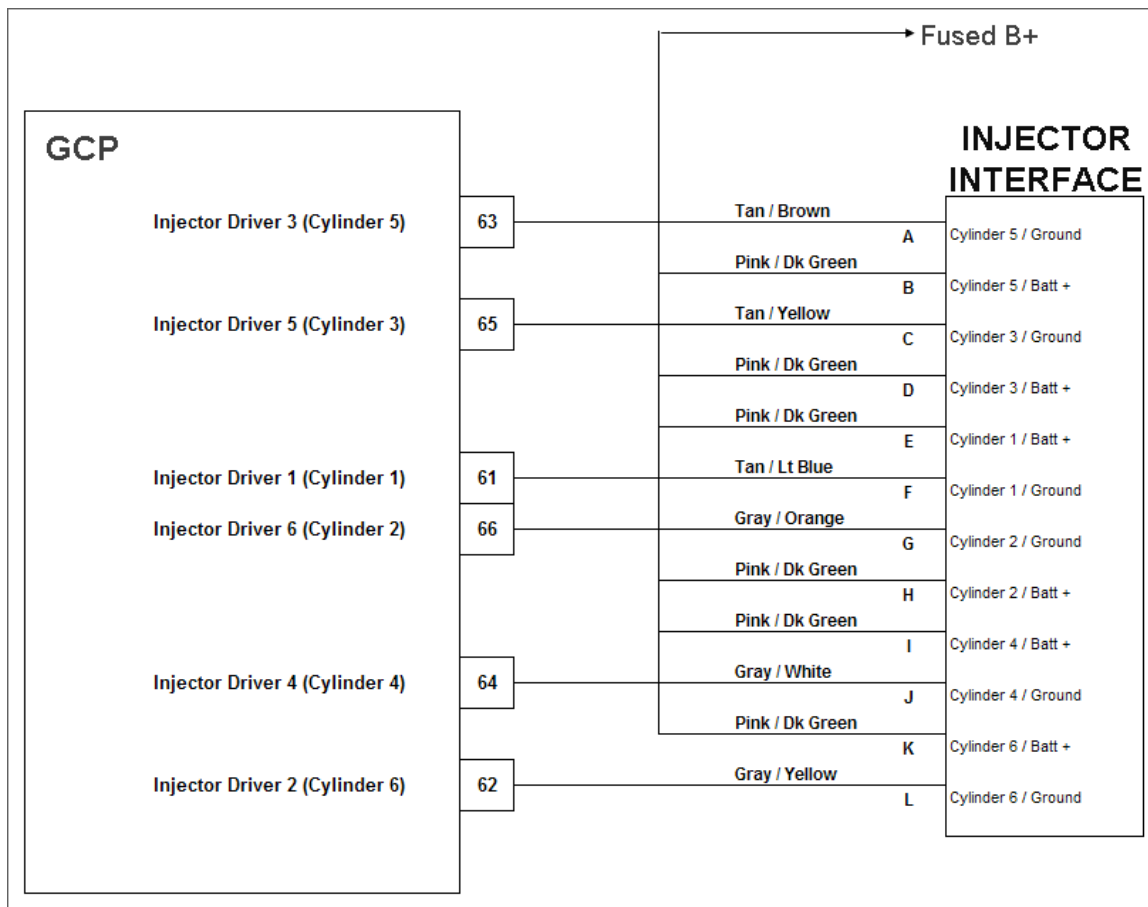 Fused B+
GCP
INJECTOR
INTERFACE
Injector Driver 3 (Cylinder 5)
63
Tan / Brown
A
Cylinder 5 / Ground
Pink / Dk Green
B
Cylinder 5 / Batt +
Injector Driver 5 (Cylinder 3)
65
Tan / Yellow
C
Cylinder 3 / Ground
Pink / Dk Green
D
Cylinder 3 / Batt +
Pink / Dk Green
E
Cylinder 1 / Batt +
Injector Driver 1 (Cylinder 1)
61
Tan / Lt Blue
F
Cylinder 1 / Ground
Injector Driver 6 (Cylinder 2)
66
Gray / Orange
G
Cylinder 2 / Ground
Pink / Dk Green
H
Cylinder 2 / Batt +
Pink / Dk Green
I
Cylinder 4 / Batt +
Injector Driver 4 (Cylinder 4)
64
Gray / White
J
Cylinder 4 / Ground
Pink / Dk Green
K
Cylinder 6 / Batt +
Injector Driver 2 (Cylinder 6)
62
Gray / Yellow
L
Cylinder 6 / Ground